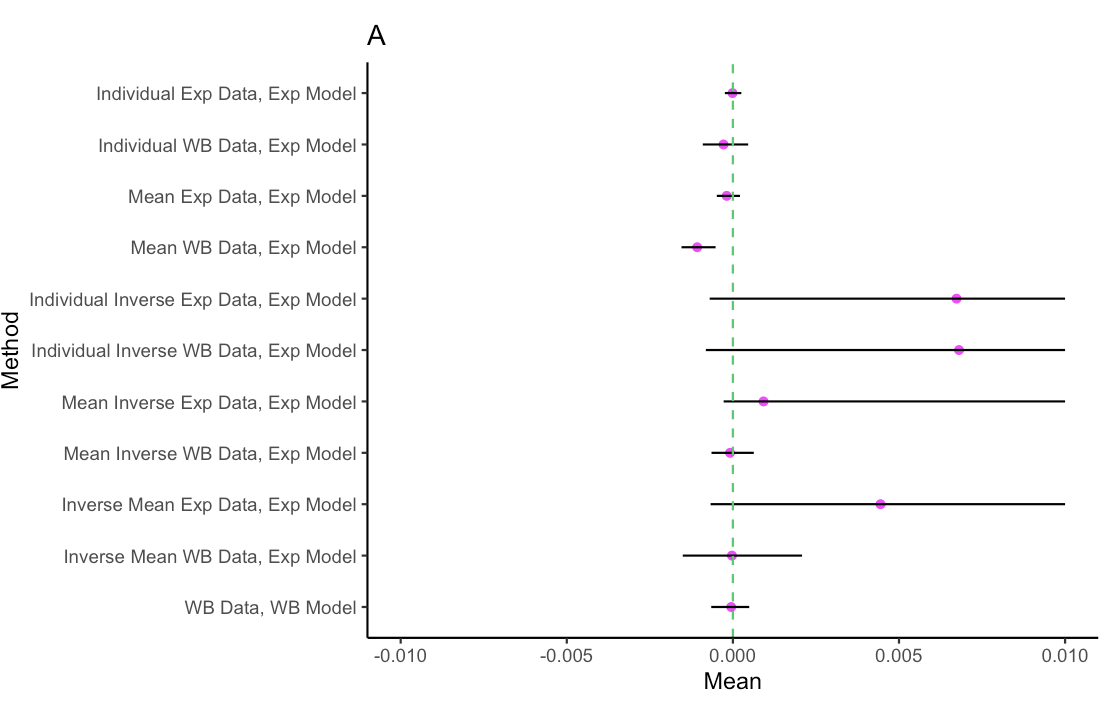 A
Method
Individual Exp Data, Exp Model
Individual WB Data, Exp Model
Mean Exp Data, Exp Model
Mean WB Data, Exp Model
Individual Inverse Exp Data, Exp Model
Individual Inverse WB Data, Exp Model
Mean Inverse Exp Data, Exp Model
Mean Inverse WB Data, Exp Model
Inverse Mean Exp Data, Exp Model
Inverse Mean WB Data, Exp Model
WB Data, WB Model
-0.010 -0.005 0.000 0.005 0.010
Mean